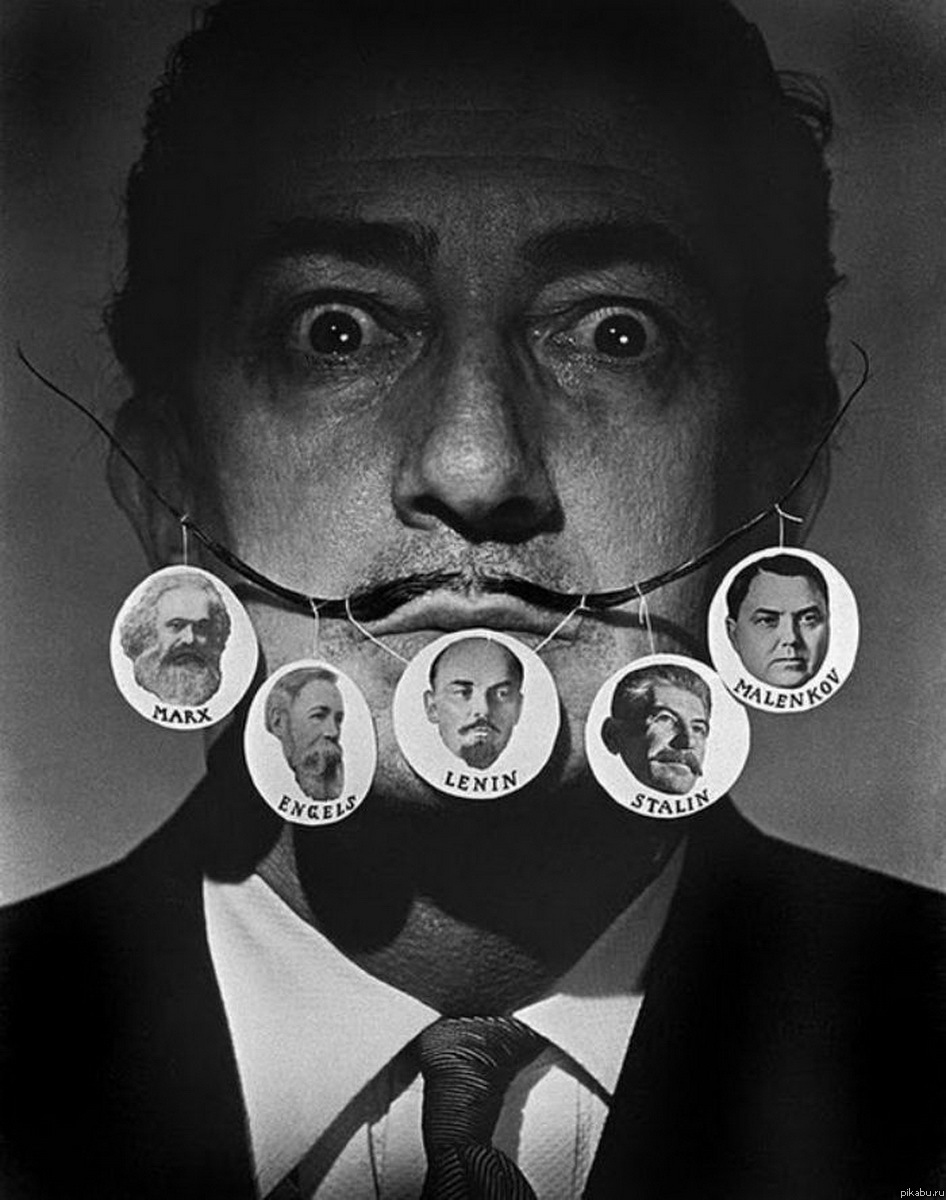 MARX
ENGELS
LENIN
STALIN
MALENKOV
pikabu.ru